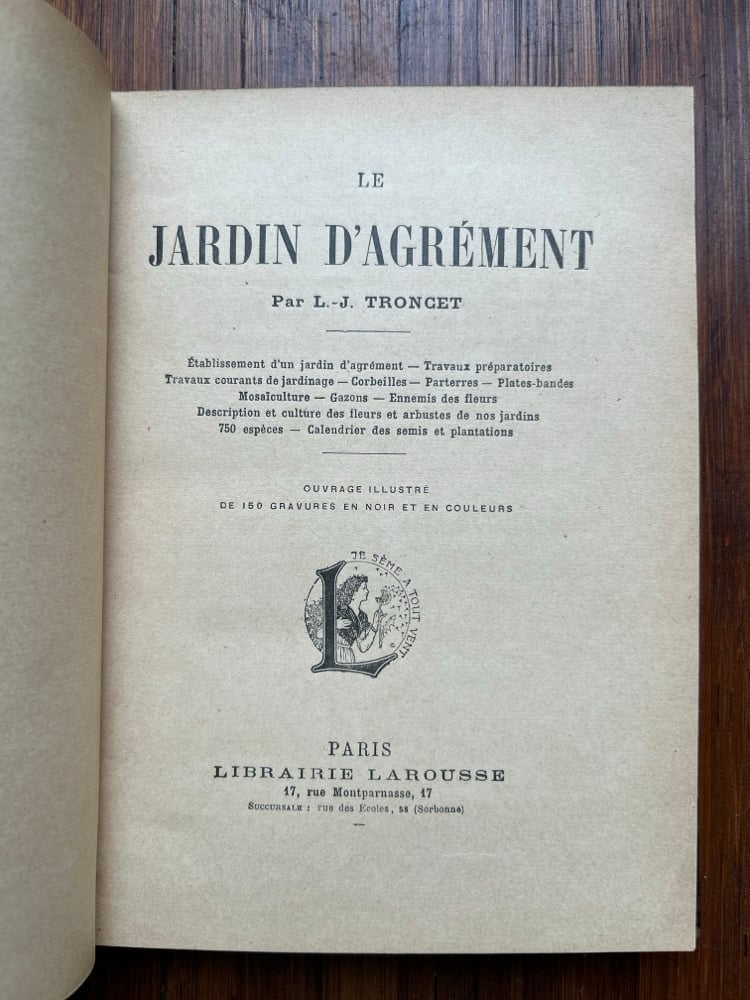 LE
JARDIN D'AGRÉMENT
Par L.-J. TRONCET
Établissement d'un jardin d'agrément — Travaux préparatoires
Travaux courants de jardinage — Corbeilles — Parterres — Plates-bandes
Mosaïculture — Gazons — Ennemis des fleurs
Description et culture des fleurs et arbustes de nos jardins
750 espèces — Calendrier des semis et plantations
OUVRAGE ILLUSTRÉ
DE 150 GRAVURES EN NOIR ET EN COULEURS
JE SÈME A TOUT VENT
L
PARIS
LIBRAIRIE LAROUSSE
17, rue Montparnasse, 17
SUCCURSALE : rue des Ecoles, 58 (Sorbonne)